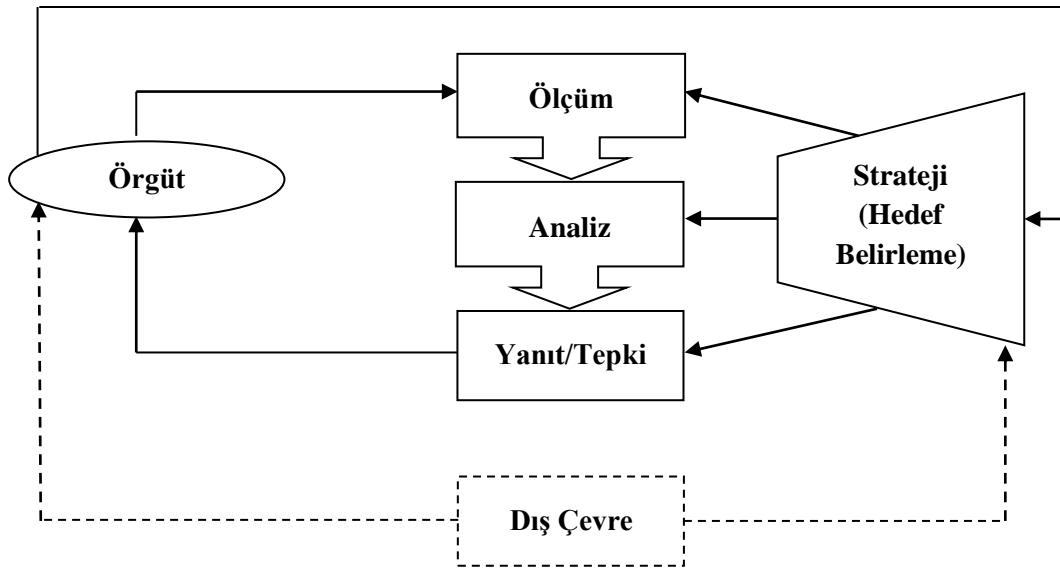 Ölçüm
Örgüt
Strateji
(Hedef
Belirleme)
Analiz
Yanıt/Tepki
Dış Çevre